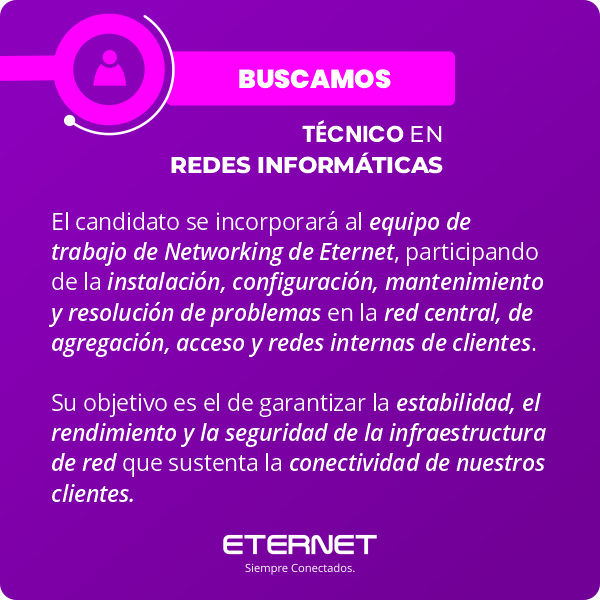 BUSCAMOS
TÉCNICO EN
REDES INFORMÁTICAS
El candidato se incorporará al equipo de
trabajo de Networking de Eternet, participando
de la instalación, configuración, mantenimiento
y resolución de problemas en la red central, de
agregación, acceso y redes internas de clientes.
Su objetivo es el de garantizar la estabilidad, el
rendimiento y la seguridad de la infraestructura
de red que sustenta la conectividad de nuestros
clientes.
ETERNET
Siempre Conectados.